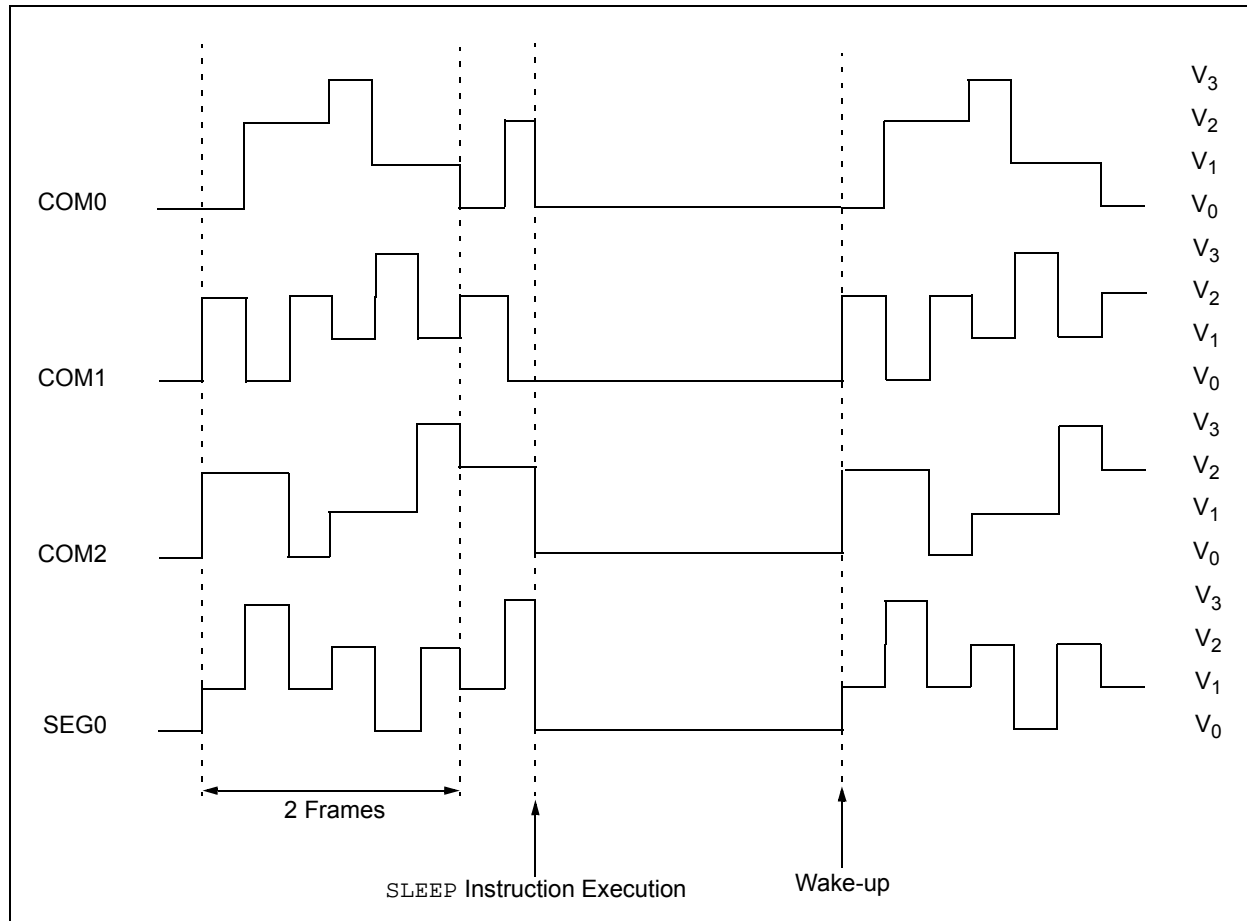 V3
V2
V1
COM0 V0
V3
V2
V1
COM1 V0
V3
V2
V1
COM2 V0
V3
V2
V1
SEG0 V0
2 Frames
SLEEP Instruction Execution
Wake-up